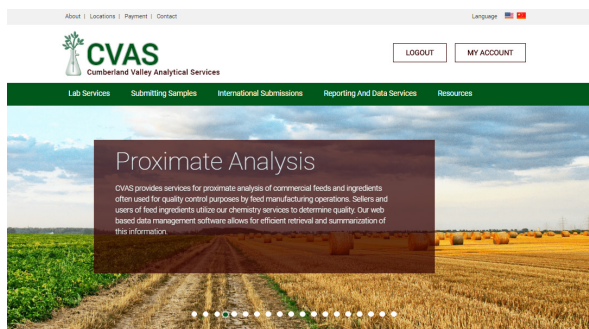 About | Locations | Payment | Contact
Language
CVAS
Cumberland Valley Analytical Services
LOGOUT
MY ACCOUNT
Lab Services Submitting Samples International Submissions Reporting And Data Services Resources
Proximate Analysis
CVAS provides services for proximate analysis of commercial feeds and ingredients
often used for quality control purposes by feed manufacturing operations. Sellers and
users of feed ingredients utilize our chemistry services to determine quality. Our web
based data management software allows for efficient retrieval and summarization of
this information.